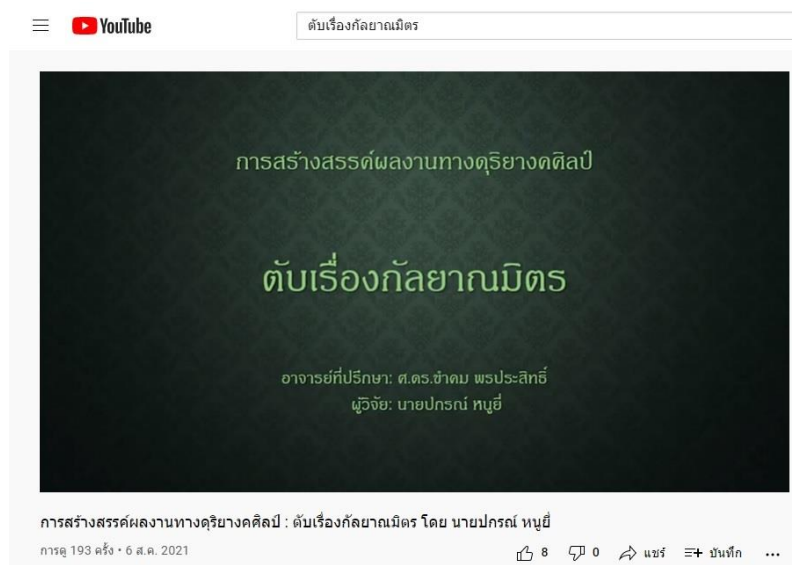 YouTube
ตับเรื่องกัลยาณมิตร
การสร้างสรรค์ผลงานทางดุริยางคศิลป์
ตับเรื่องกัลยาณมิตร
อาจารย์ที่ปรึกษา: ศ.ดร.ขำคม พรประสิทธิ์
ผู้วิจัย: นายปกรณ์ หนูยี่
การสร้างสรรค์ผลงานทางดุริยางคศิลป์ : ตับเรื่องกัลยาณมิตร โดย นายปกรณ์ หนูยี่
การดู 193 ครั้ง • 6 ส.ค. 2021 8 0 แชร์ บันทึก ...